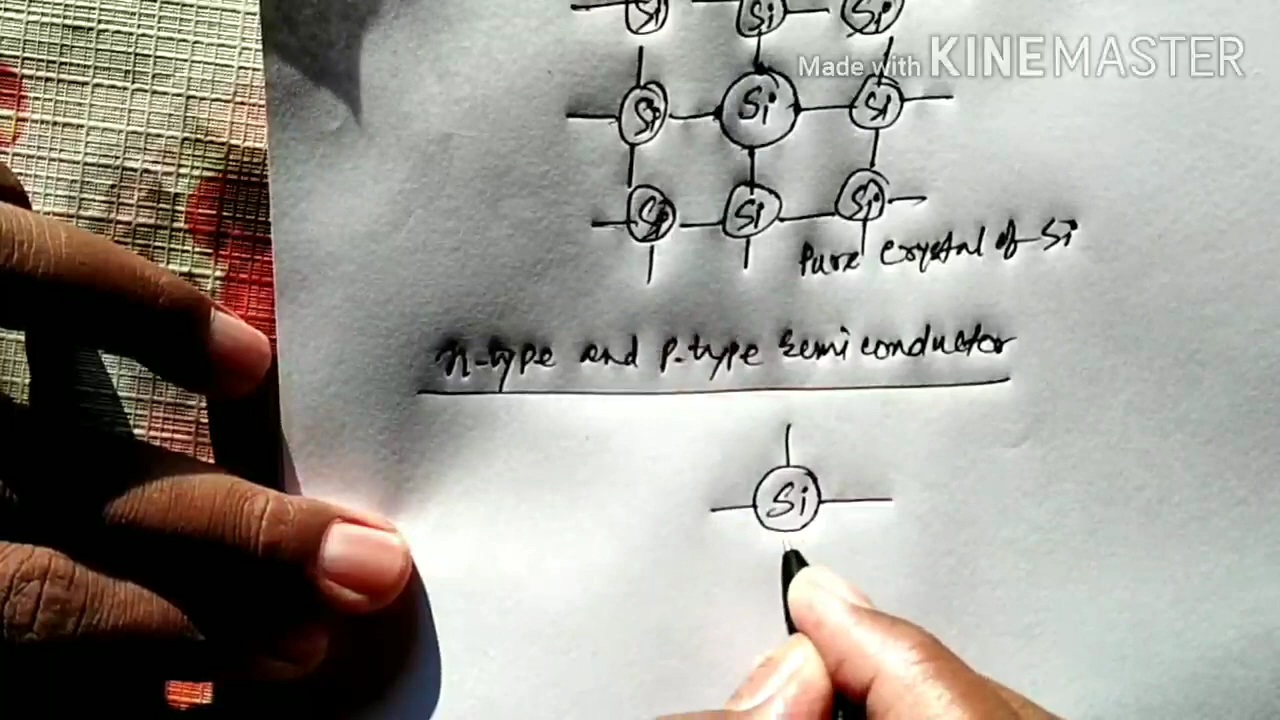 Si Si Si
Made with KINEMASTER
Si Si Si
Si Si Si
Pure Crystal of Si
n-type and p-type semiconductor
Si